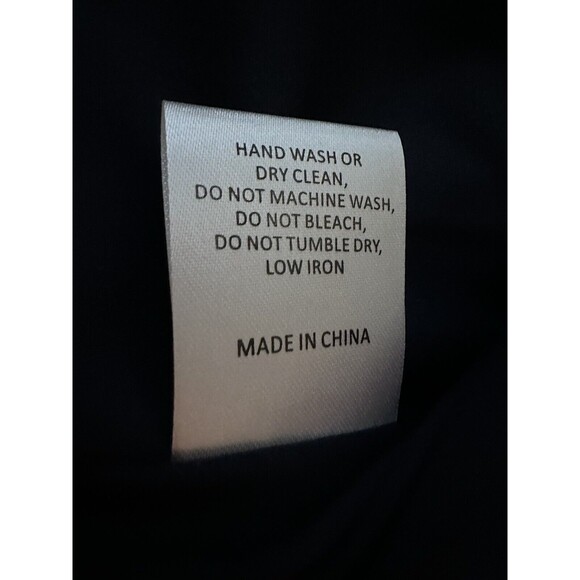 HAND WASH OR
DRY CLEAN,
DO NOT MACHINE WASH,
DO NOT BLEACH,
DO NOT TUMBLE DRY,
LOW IRON
MADE IN CHINA